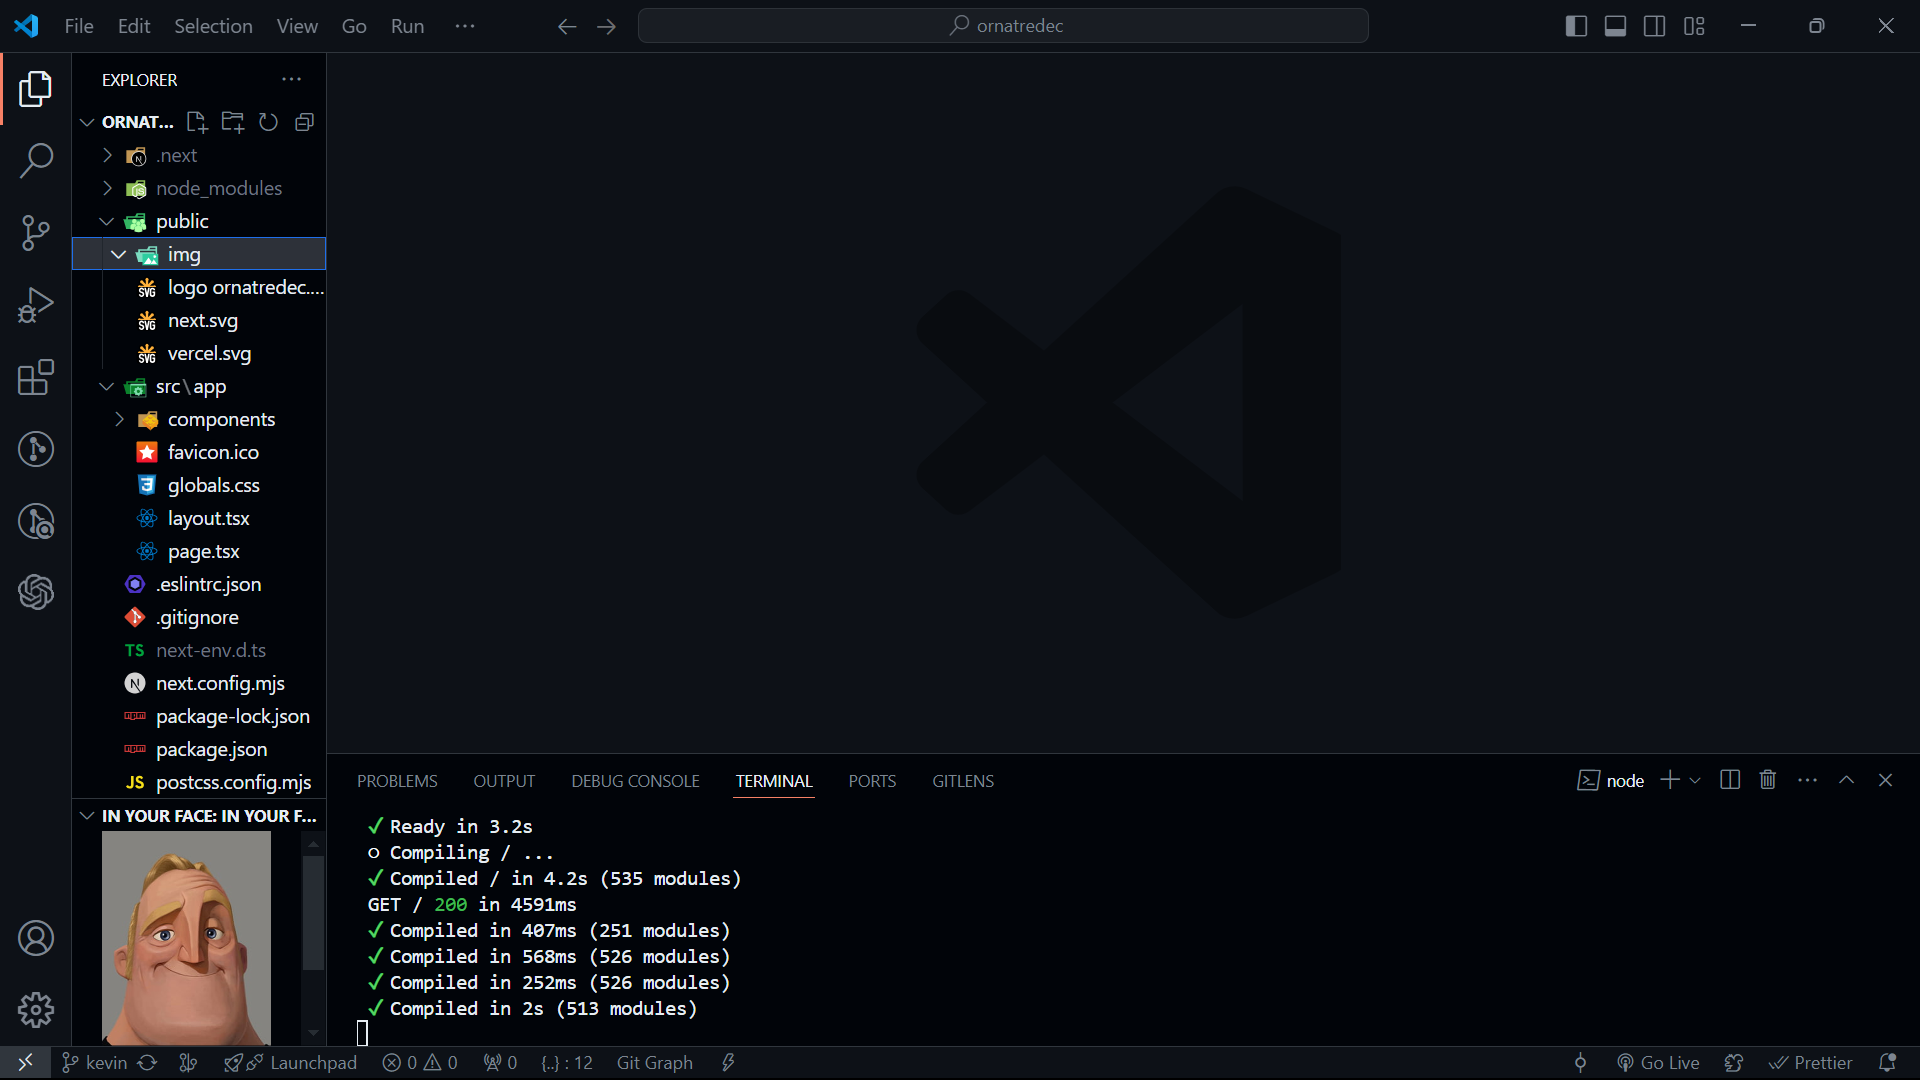 File Edit Selection View Go Run ···
ornatredec
EXPLORER
ORNAT...
.next
node_modules
public
img
logo ornatredec....
next.svg
vercel.svg
src\app
components
favicon.ico
globals.css
layout.tsx
page.tsx
.eslintrc.json
.gitignore
TS next-env.d.ts
next.config.mjs
package-lock.json
package.json
JS postcss.config.mjs
IN YOUR FACE: IN YOUR F...
PROBLEMS OUTPUT DEBUG CONSOLE TERMINAL PORTS GITLENS
node
✓ Ready in 3.2s
○ Compiling / ...
✓ Compiled / in 4.2s (535 modules)
GET / 200 in 4591ms
✓ Compiled in 407ms (251 modules)
✓ Compiled in 568ms (526 modules)
✓ Compiled in 252ms (526 modules)
✓ Compiled in 2s (513 modules)
kevin Launchpad 0 0 0 {..} : 12 Git Graph Go Live Prettier